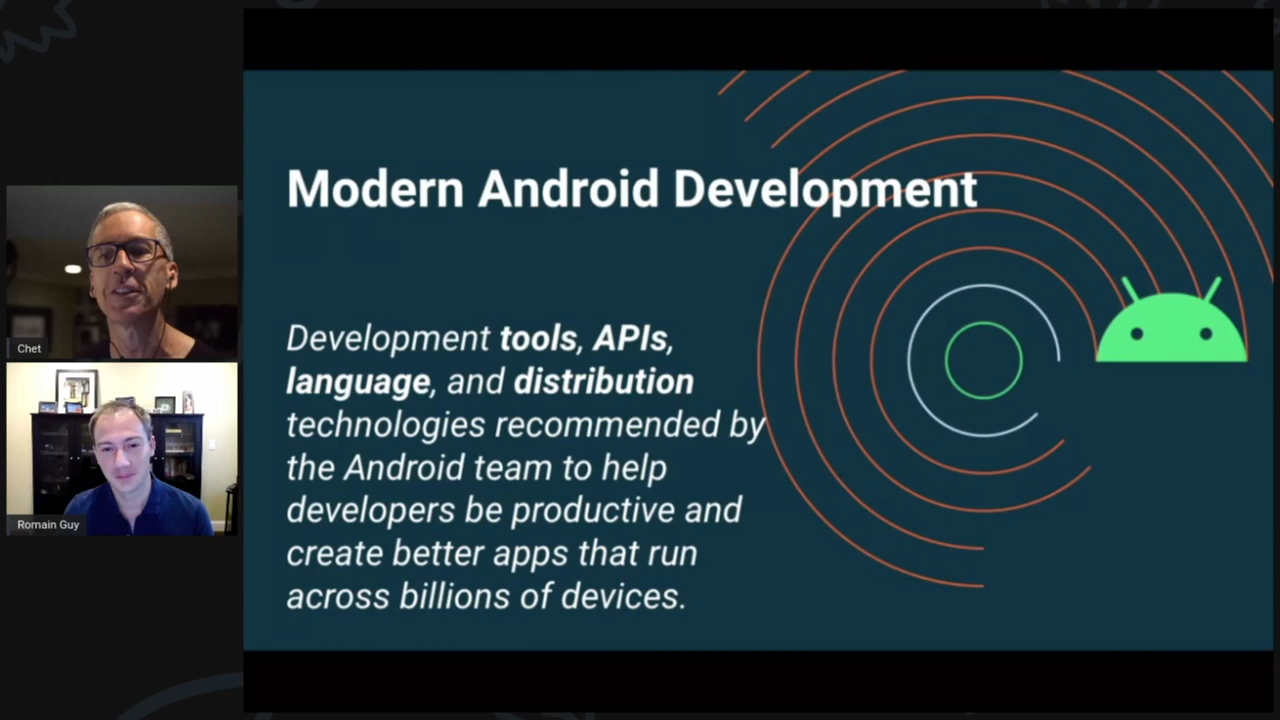 Modern Android Development
Development tools, APIs,
language, and distribution
technologies recommended by
the Android team to help
developers be productive and
create better apps that run
across billions of devices.
Chet
Romain Guy